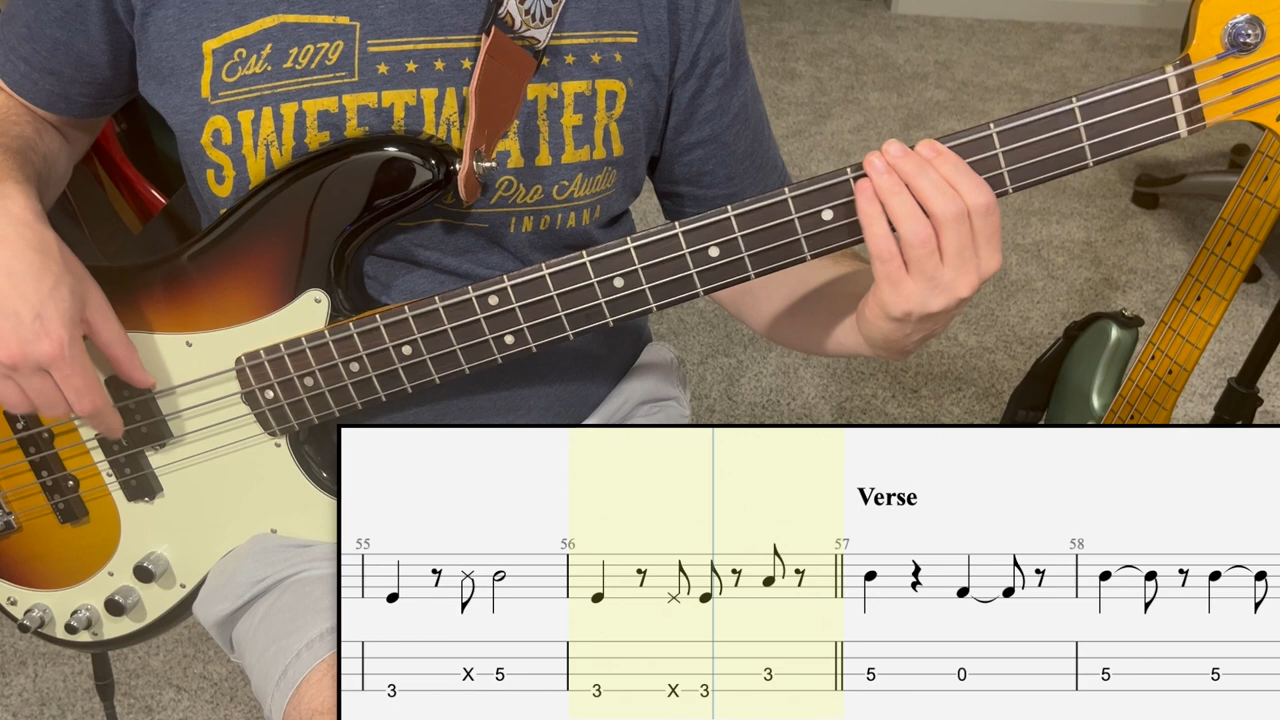 Est. 1979
SWEETWATER
Pro Audio
INDIANA
Verse
55 56 57 58
X 5 3 5 0 5 5
3 3 X 3